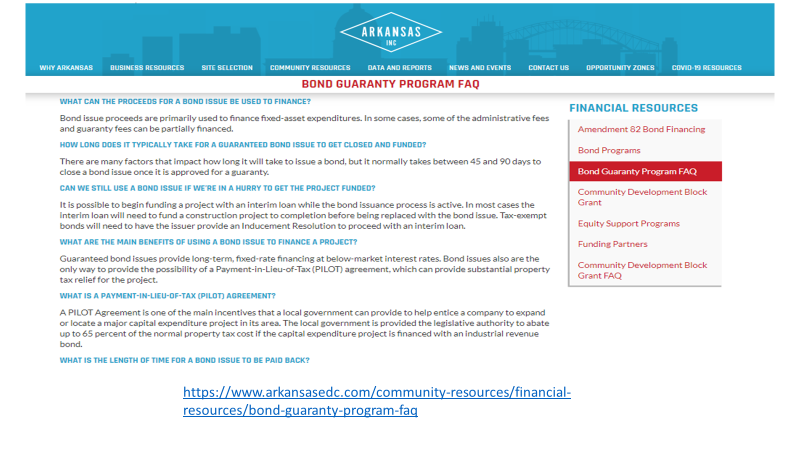 ARKANSAS
INC
WHY ARKANSAS BUSINESS RESOURCES SITE SELECTION COMMUNITY RESOURCES DATA AND REPORTS NEWS AND EVENTS CONTACT US OPPORTUNITY ZONES COVID-19 RESOURCES
BOND GUARANTY PROGRAM FAQ
WHAT CAN THE PROCEEDS FOR A BOND ISSUE BE USED TO FINANCE?
Bond issue proceeds are primarily used to finance fixed-asset expenditures. In some cases, some of the administrative fees
and guaranty fees can be partially financed.
HOW LONG DOES IT TYPICALLY TAKE FOR A GUARANTEED BOND ISSUE TO GET CLOSED AND FUNDED?
There are many factors that impact how long it will take to issue a bond, but it normally takes between 45 and 90 days to
close a bond issue once it is approved for a guaranty.
CAN WE STILL USE A BOND ISSUE IF WE'RE IN A HURRY TO GET THE PROJECT FUNDED?
It is possible to begin funding a project with an interim loan while the bond issuance process is active. In most cases the
interim loan will need to fund a construction project to completion before being replaced with the bond issue. Tax-exempt
bonds will need to have the issuer provide an Inducement Resolution to proceed with an interim loan.
WHAT ARE THE MAIN BENEFITS OF USING A BOND ISSUE TO FINANCE A PROJECT?
Guaranteed bond issues provide long-term, fixed-rate financing at below-market interest rates. Bond issues also are the
only way to provide the possibility of a Payment-in-Lieu-of-Tax (PILOT) agreement, which can provide substantial property
tax relief for the project.
WHAT IS A PAYMENT-IN-LIEU-OF-TAX (PILOT) AGREEMENT?
A PILOT Agreement is one of the main incentives that a local government can provide to help entice a company to expand
or locate a major capital expenditure project in its area. The local government is provided the legislative authority to abate
up to 65 percent of the normal property tax cost if the capital expenditure project is financed with an industrial revenue
bond.
WHAT IS THE LENGTH OF TIME FOR A BOND ISSUE TO BE PAID BACK?
FINANCIAL RESOURCES
Amendment 82 Bond Financing
Bond Programs
Bond Guaranty Program FAQ
Community Development Block
Grant
Equity Support Programs
Funding Partners
Community Development Block
Grant FAQ
https://www.arkansasedc.com/community-resources/financial-
resources/bond-guaranty-program-faq